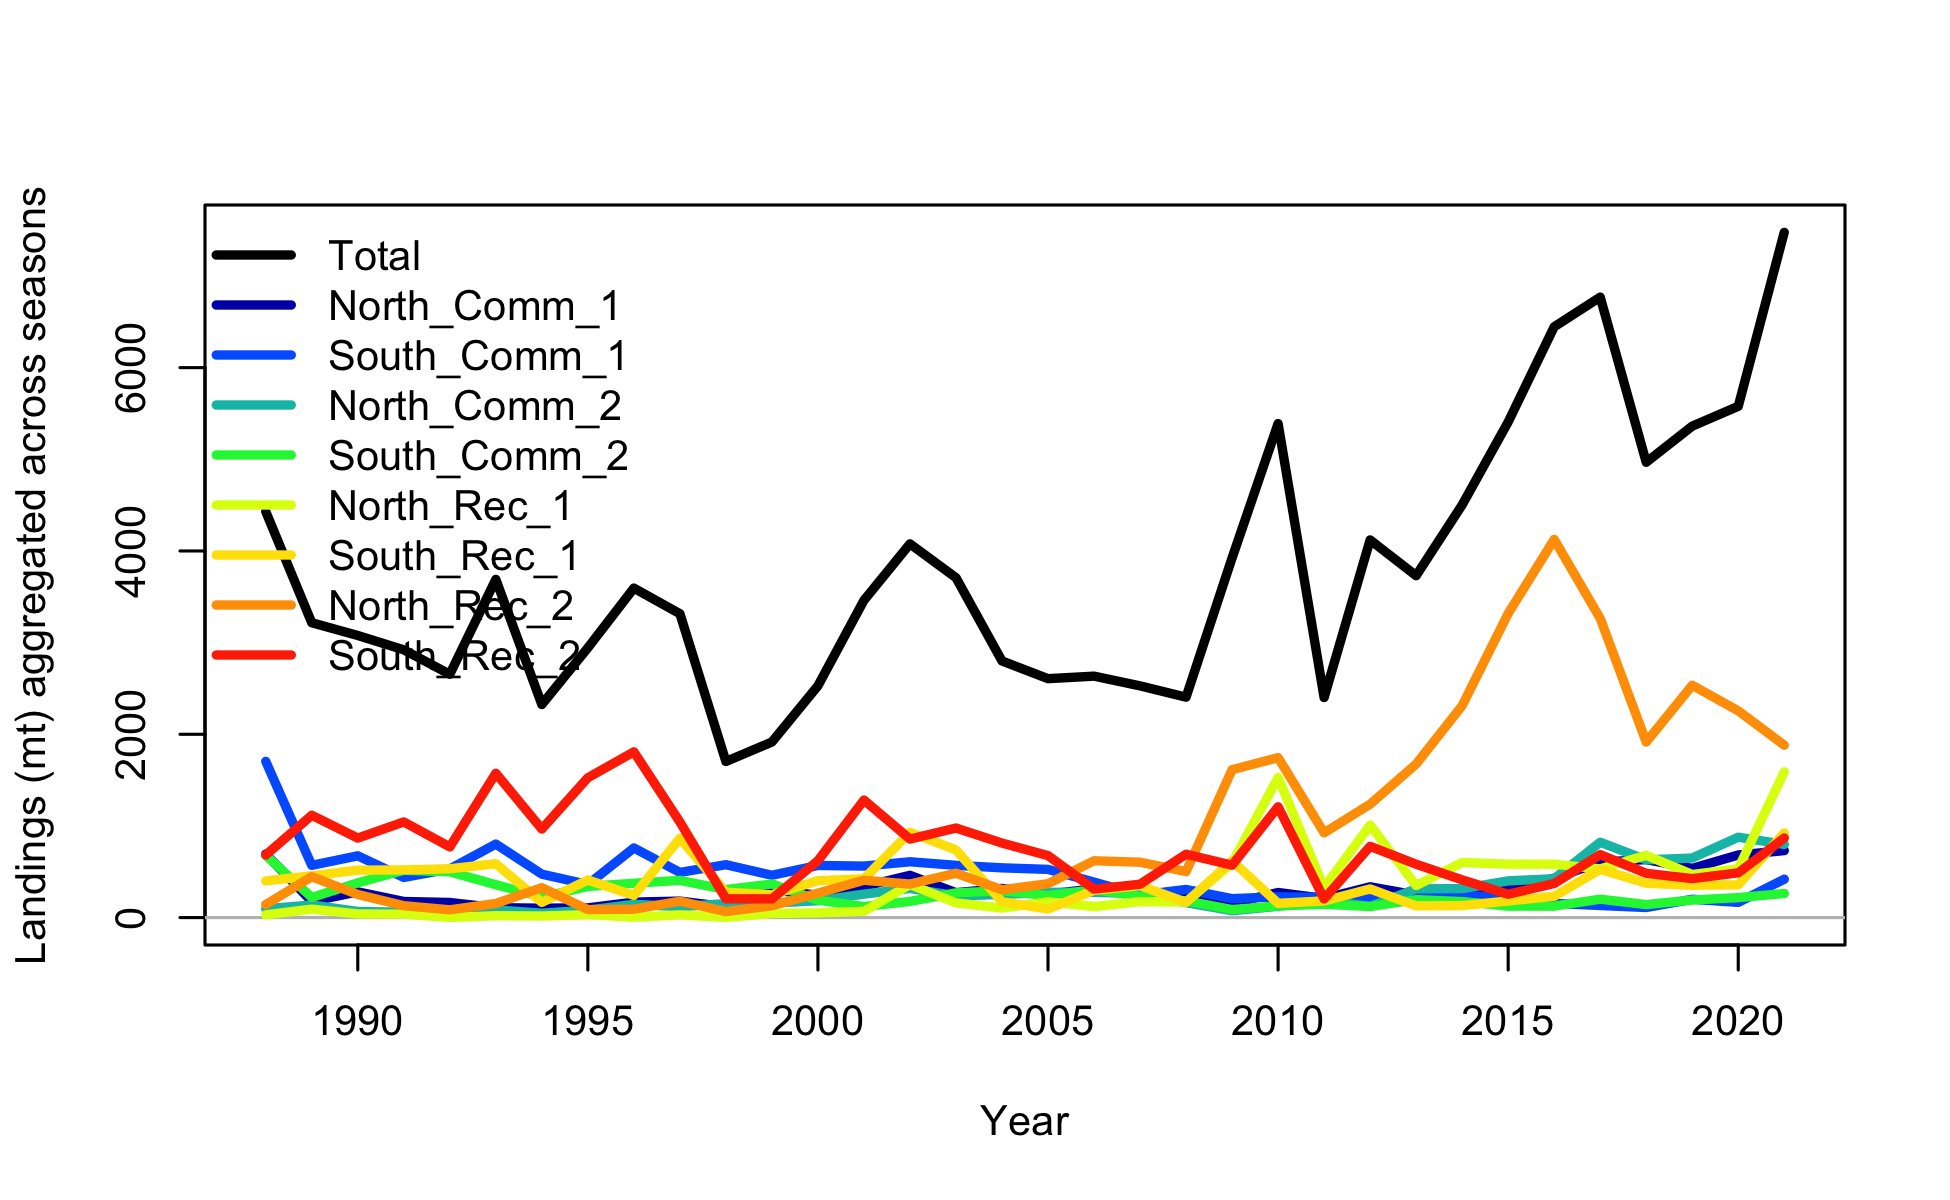 Landings (mt) aggregated across seasons
Total
North_Comm_1
South_Comm_1
North_Comm_2
South_Comm_2
North_Rec_1
South_Rec_1
North_Rec_2
South_Rec_2
6000
4000
2000
0
1990 1995 2000 2005 2010 2015 2020
Year